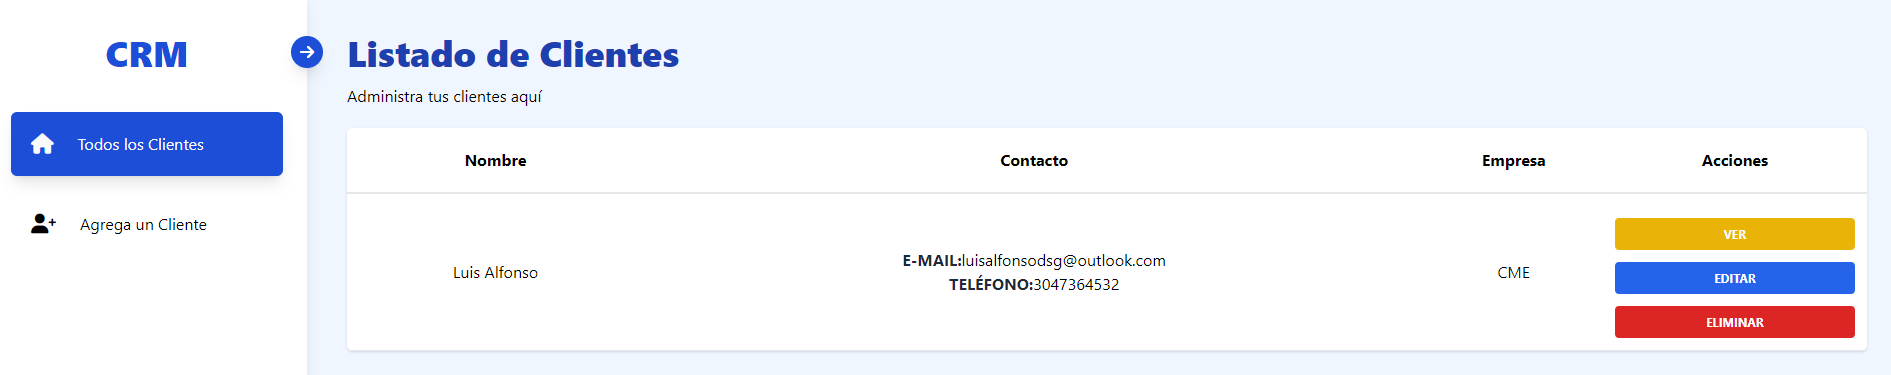 CRM
Todos los Clientes
Agrega un Cliente
Listado de Clientes
Administra tus clientes aquí
Nombre Contacto Empresa Acciones
Luis Alfonso
E-MAIL:luisalfonsodsg@outlook.com
TELÉFONO:3047364532
CME
VER
EDITAR
ELIMINAR